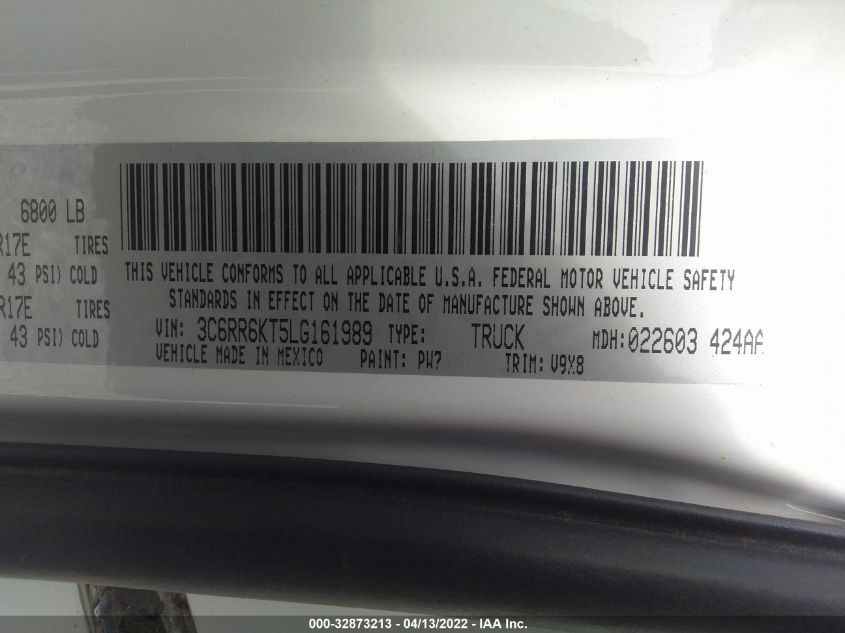 6800 LB
R17E TIRES
43 PSI) COLD
R17E TIRES
43 PSI) COLD
THIS VEHICLE CONFORMS TO ALL APPLICABLE U.S.A. FEDERAL MOTOR VEHICLE SAFETY
STANDARDS IN EFFECT ON THE DATE OF MANUFACTURE SHOWN ABOVE.
VIN: 3C6RR6KT5LG161989 TYPE: TRUCK MDH:022603 424AA
VEHICLE MADE IN MEXICO PAINT: PW7 TRIM: V9X8
000-32873213 - 04/13/2022 - IAA Inc.